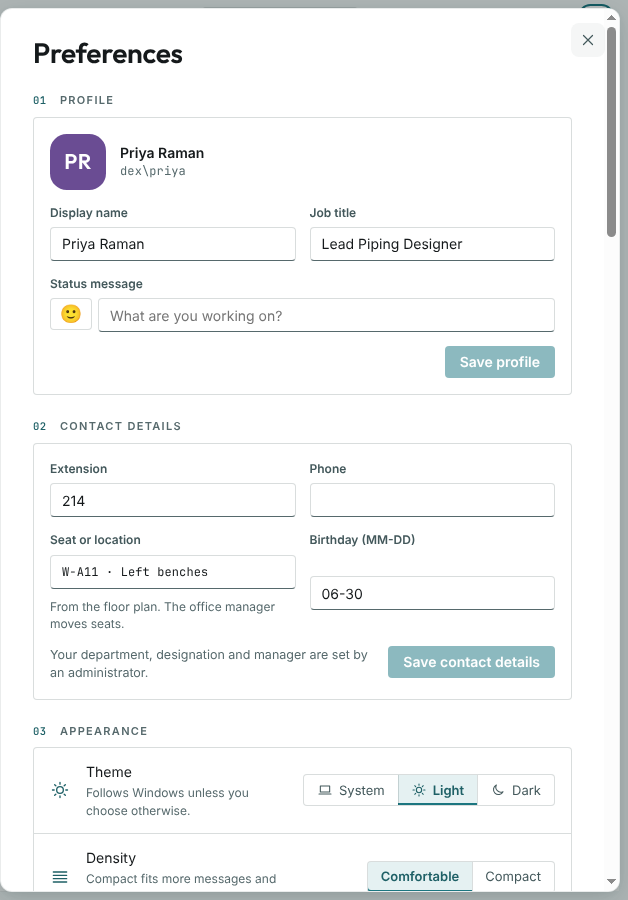 Preferences
01 PROFILE
PR
Priya Raman
dex\priya
Display name
Job title
Priya Raman
Lead Piping Designer
Status message
What are you working on?
Save profile
02 CONTACT DETAILS
Extension
Phone
214
Seat or location
Birthday (MM-DD)
W-A11 · Left benches
06-30
From the floor plan. The office manager
moves seats.
Your department, designation and manager are set by
an administrator.
Save contact details
03 APPEARANCE
Theme
Follows Windows unless you
choose otherwise.
System
Light
Dark
Density
Compact fits more messages and
Comfortable
Compact